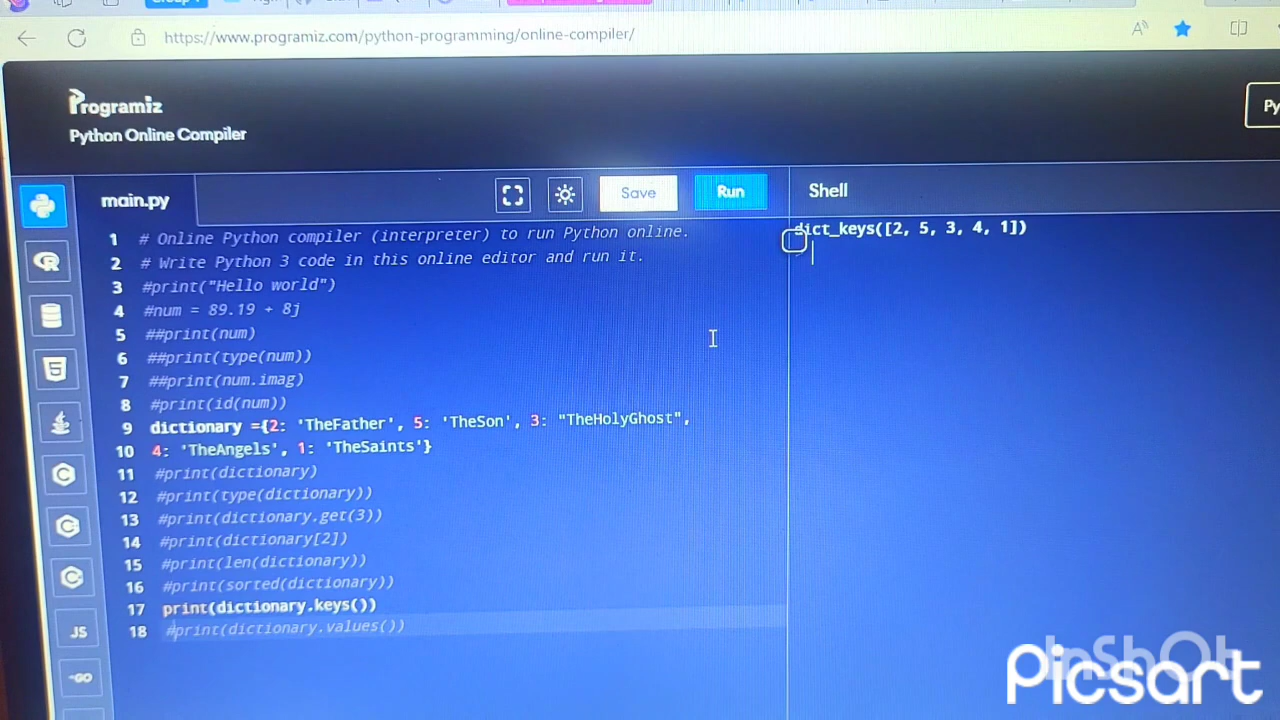 https://www.programiz.com/python-programming/online-compiler/
Programiz
Python Online Compiler
Py
main.py
Save
Run
Shell
1 # Online Python compiler (interpreter) to run Python online.
2 # Write Python 3 code in this online editor and run it.
3 #print("Hello world")
4 #num = 89.19 + 8j
5 ##print(num)
6 ##print(type(num))
7 ##print(num.imag)
8 #print(id(num))
9 dictionary ={2: 'TheFather', 5: 'TheSon', 3: "TheHolyGhost",
10 4: 'TheAngels', 1: 'TheSaints'}
11 #print(dictionary)
12 #print(type(dictionary))
13 #print(dictionary.get(3))
14 #print(dictionary[2])
15 #print(len(dictionary))
16 #print(sorted(dictionary))
17 print(dictionary.keys())
18 #print(dictionary.values())
dict_keys([2, 5, 3, 4, 1])
>
R
5
C
JS
GO
InShOt
Picsart